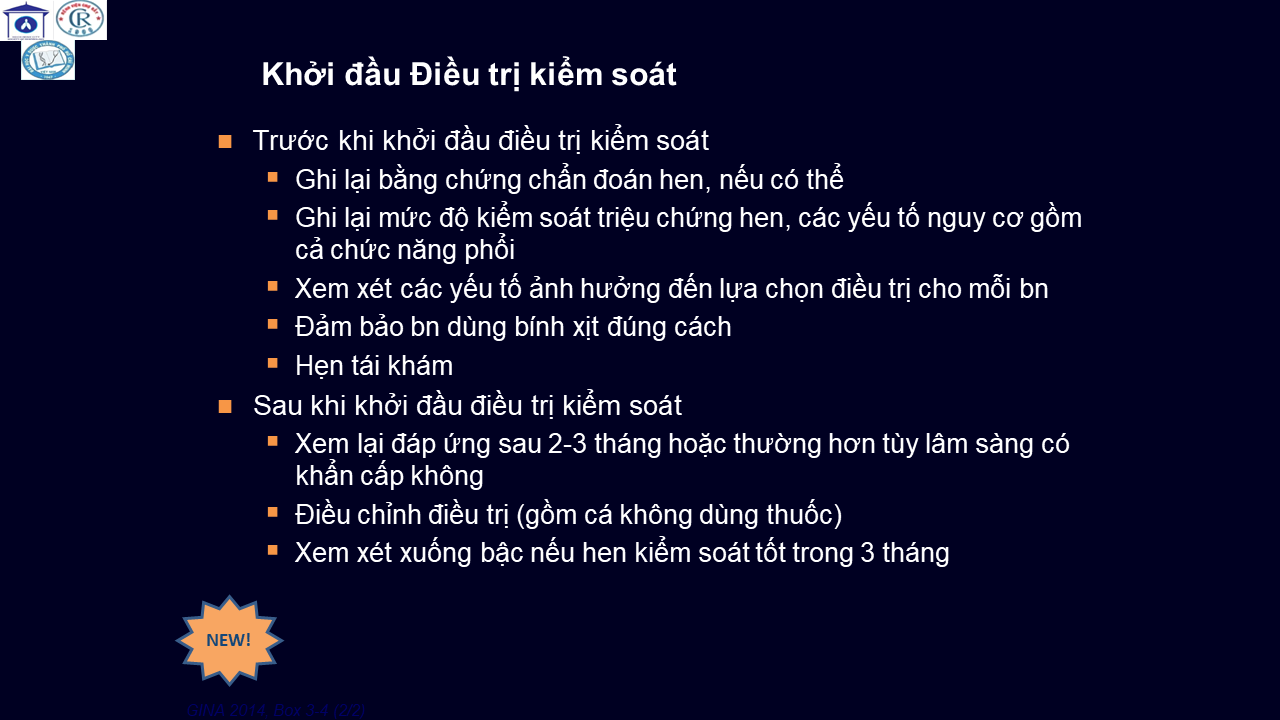 Khởi đầu Điều trị kiểm soát
Trước khi khởi đầu điều trị kiểm soát
Ghi lại bằng chứng chẩn đoán hen, nếu có thể
Ghi lại mức độ kiểm soát triệu chứng hen, các yếu tố nguy cơ gồm
cả chức năng phổi
Xem xét các yếu tố ảnh hưởng đến lựa chọn điều trị cho mỗi bn
Đảm bảo bn dùng bính xịt đúng cách
Hẹn tái khám
Sau khi khởi đầu điều trị kiểm soát
Xem lại đáp ứng sau 2-3 tháng hoặc thường hơn tùy lâm sàng có
khẩn cấp không
Điều chỉnh điều trị (gồm cá không dùng thuốc)
Xem xét xuống bậc nếu hen kiểm soát tốt trong 3 tháng
NEW!
GINA 2014, Box 3-4 (2/2)